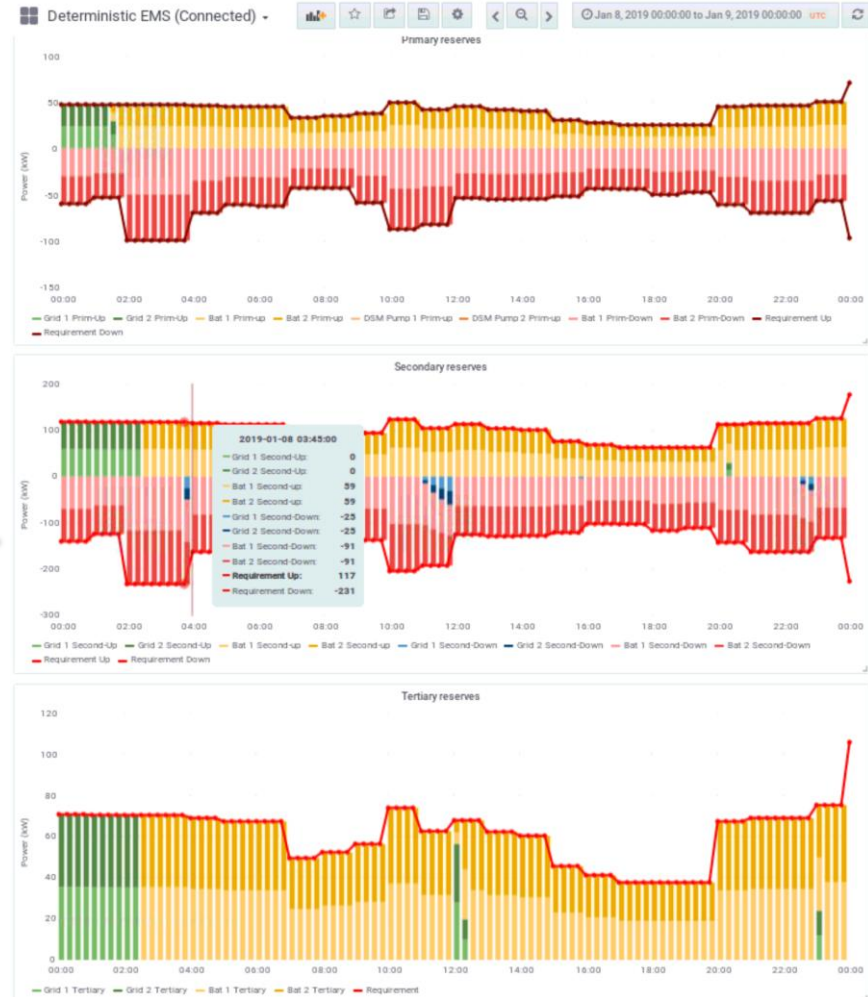 Deterministic EMS (Connected)
Jan 8, 2019 00:00:00 to Jan 9, 2019 00:00:00 UTC
Primary reserves
100
50
0
-50
-100
-150
Power (kW)
00:00 02:00 04:00 06:00 08:00 10:00 12:00 14:00 16:00 18:00 20:00 22:00 00:00
Grid 1 Prim-Up Grid 2 Prim-Up Bat 1 Prim-up Bat 2 Prim-up DSM Pump 1 Prim-up DSM Pump 2 Prim-up Bat 1 Prim-Down Bat 2 Prim-Down Requirement Up
Requirement Down
Secondary reserves
200
100
0
-100
-200
-300
Power (kW)
2019-01-08 03:45:00
Grid 1 Second-Up: 0
Grid 2 Second-Up: 0
Bat 1 Second-up: 59
Bat 2 Second-up: 59
Grid 1 Second-Down: -25
Grid 2 Second-Down: -25
Bat 1 Second-Down: -91
Bat 2 Second-Down: -91
Requirement Up: 117
Requirement Down: -231
00:00 02:00 04:00 06:00 08:00 10:00 12:00 14:00 16:00 18:00 20:00 22:00 00:00
Grid 1 Second-Up Grid 2 Second-Up Bat 1 Second-up Bat 2 Second-up Grid 1 Second-Down Grid 2 Second-Down Bat 1 Second-Down Bat 2 Second-Down
Requirement Up Requirement Down
Tertiary reserves
120
80
60
40
20
0
Power (kW)
00:00 02:00 04:00 06:00 08:00 10:00 12:00 14:00 16:00 18:00 20:00 22:00 00:00
Grid 1 Tertiary Grid 2 Tertiary Bat 1 Tertiary Bat 2 Tertiary Requirement